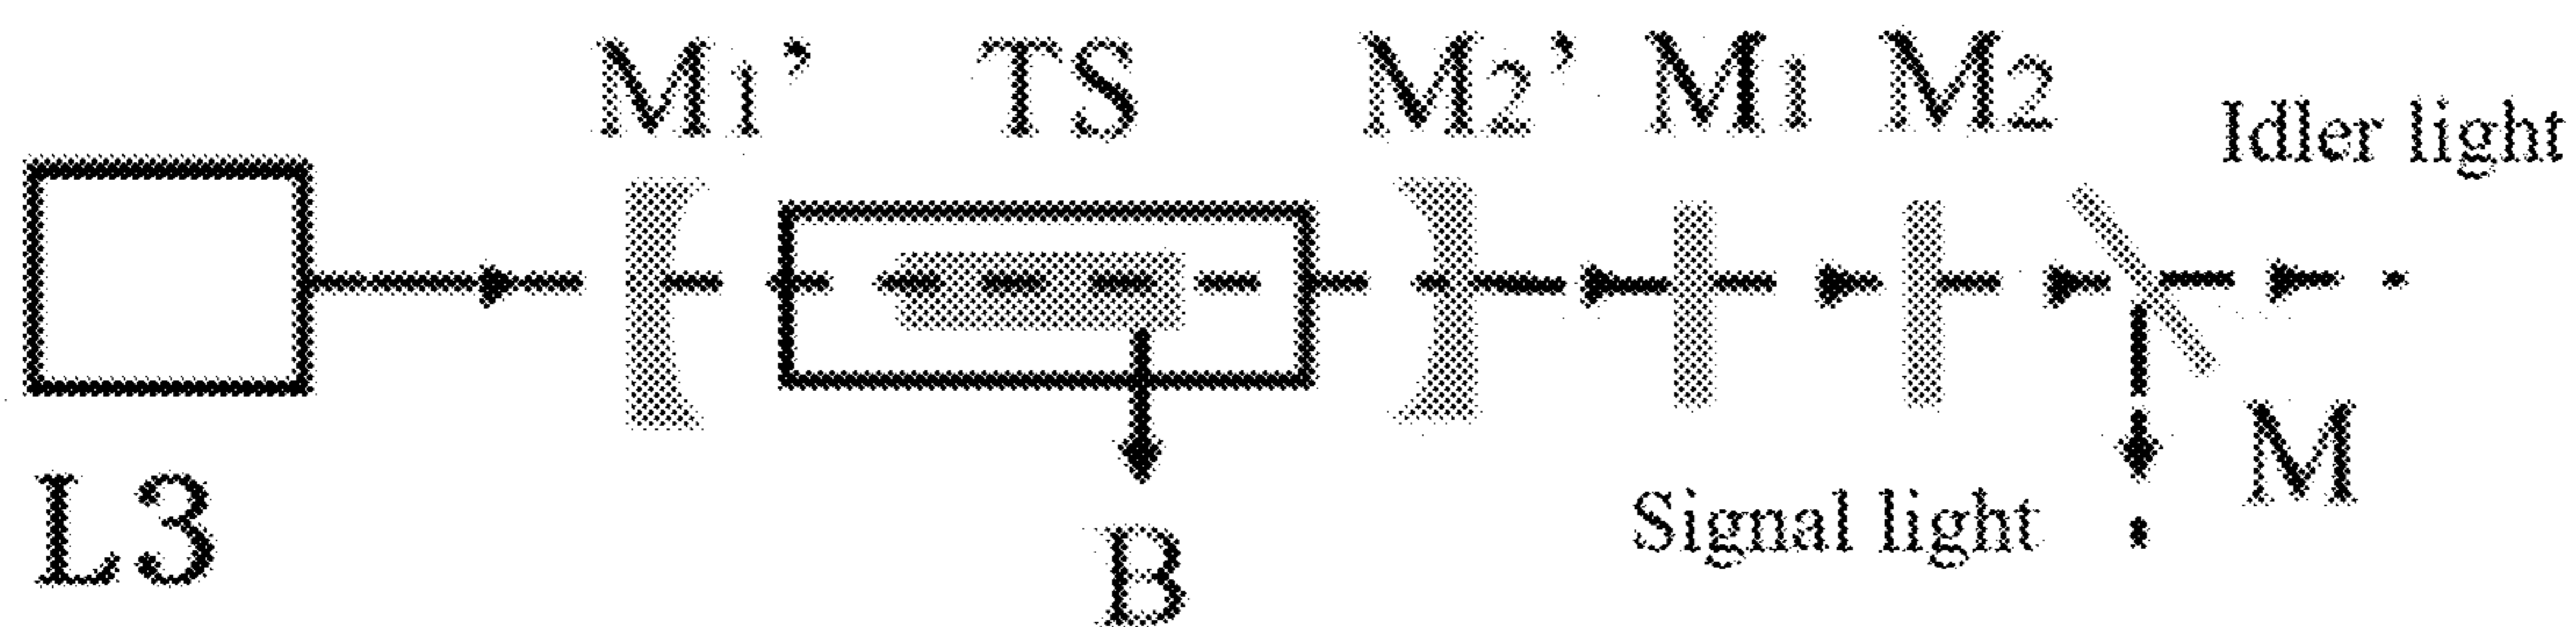 M1’ TS M2’ M1 M2
Idler light
L3
B
Signal light
M